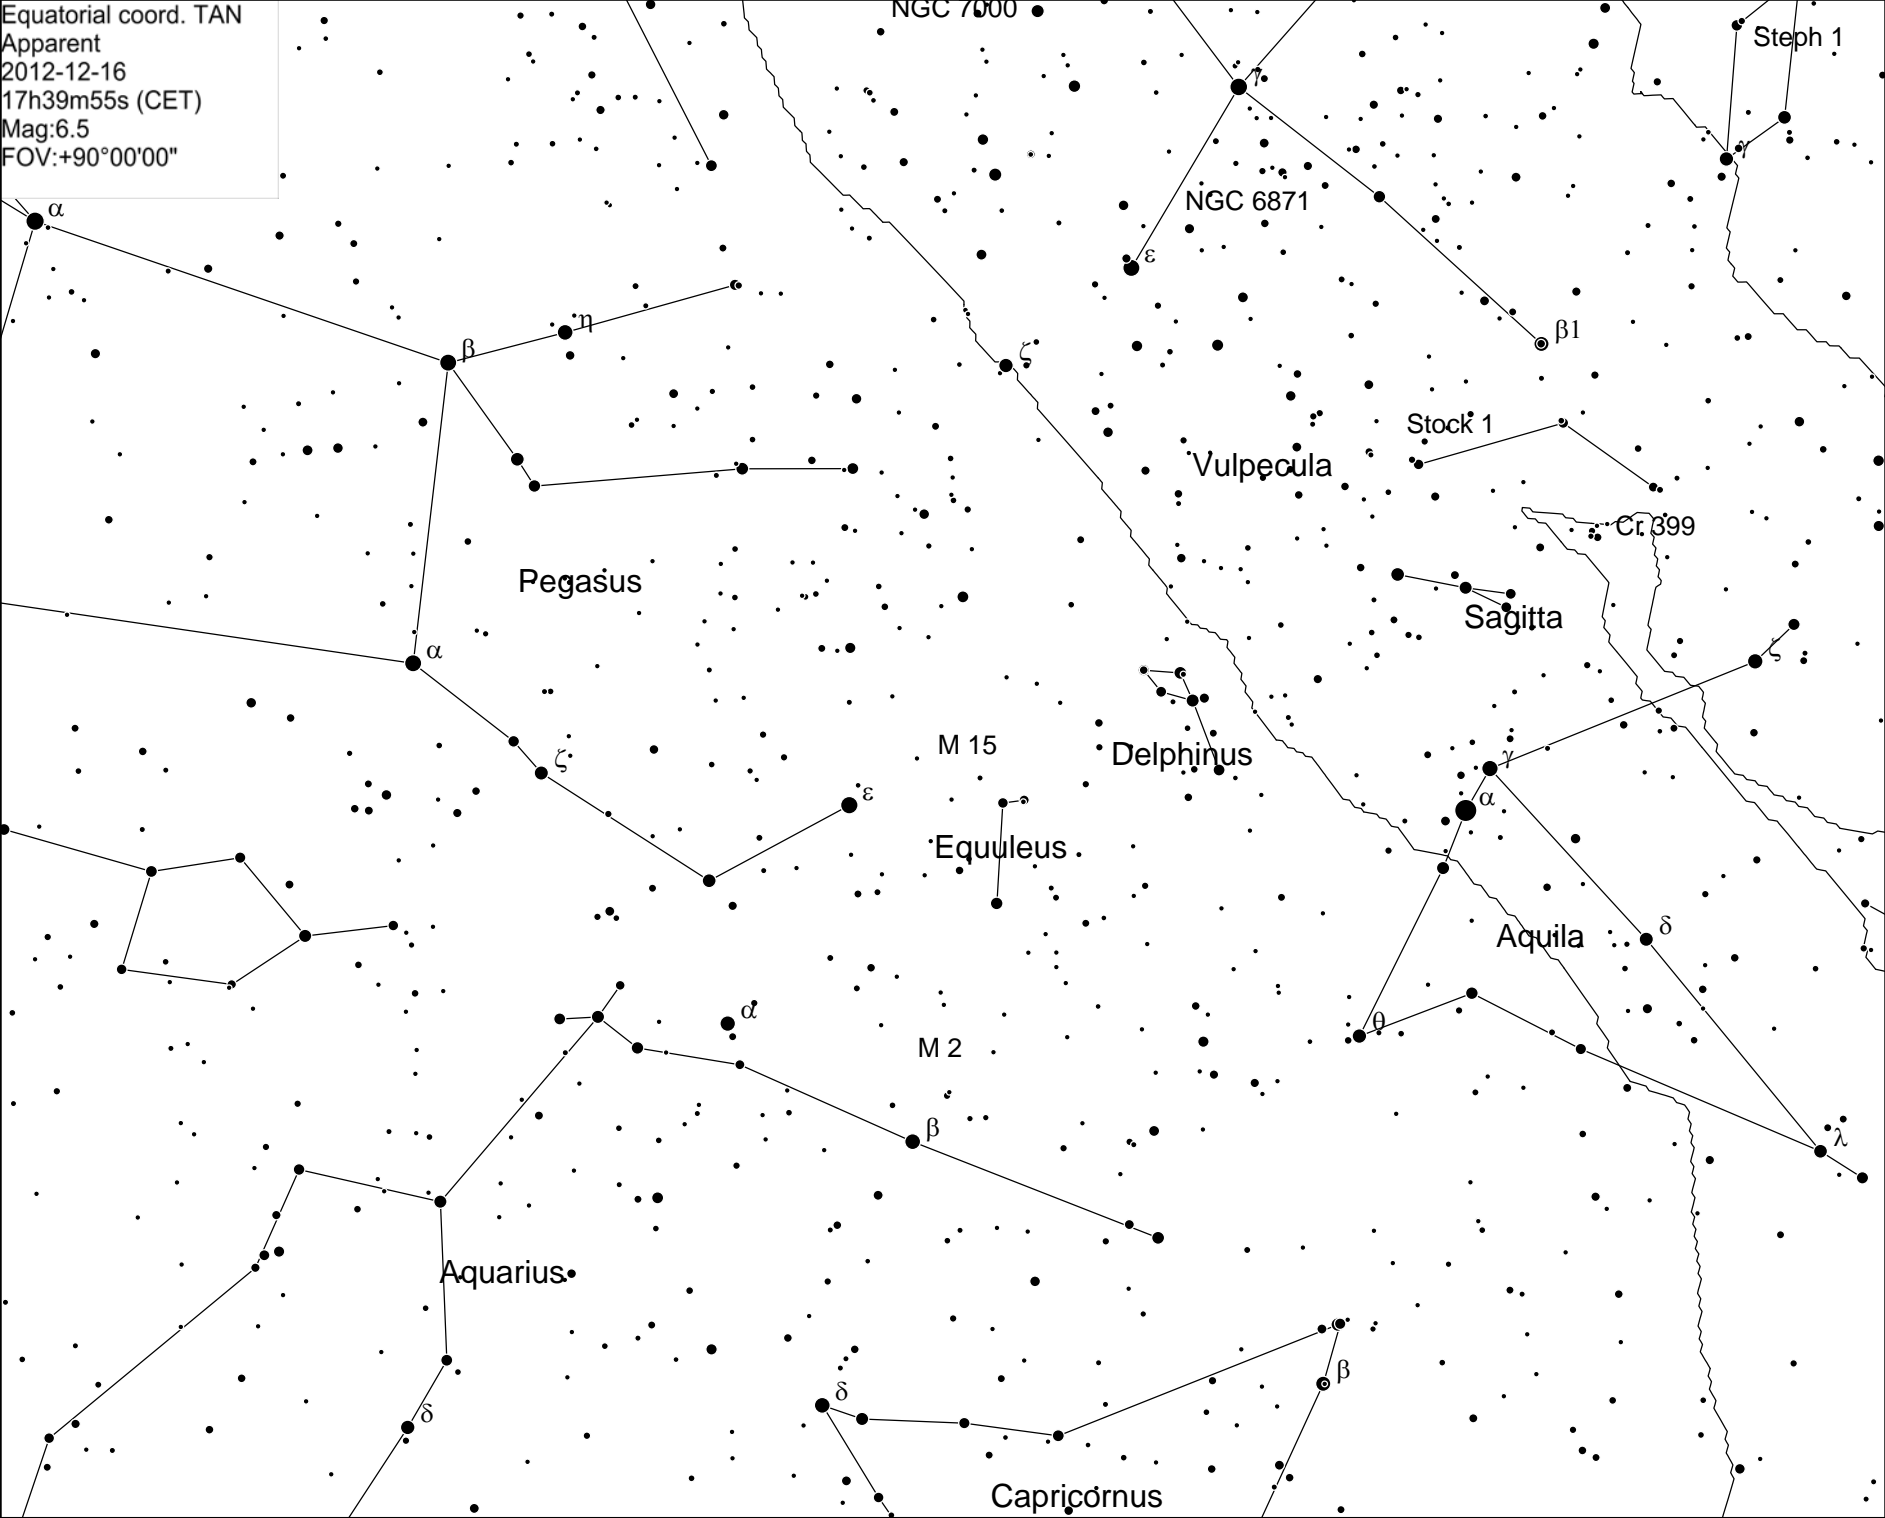 Equatorial coord. TAN
Apparent
2012-12-16
17h39m55s (CET)
Mag:6.5
FOV:+90°00'00"
NGC 7000
Steph 1
γ
γ
NGC 6871
α
ε
η
β1
β
ζ
Stock 1
Vulpecula
Cr 399
Pegasus
Sagitta
α
ζ
M 15
Delphinus
γ
ζ
ε
α
Equuleus
δ
Aquila
α
θ
M 2
β
λ
Aquarius
β
δ
δ
Capricornus